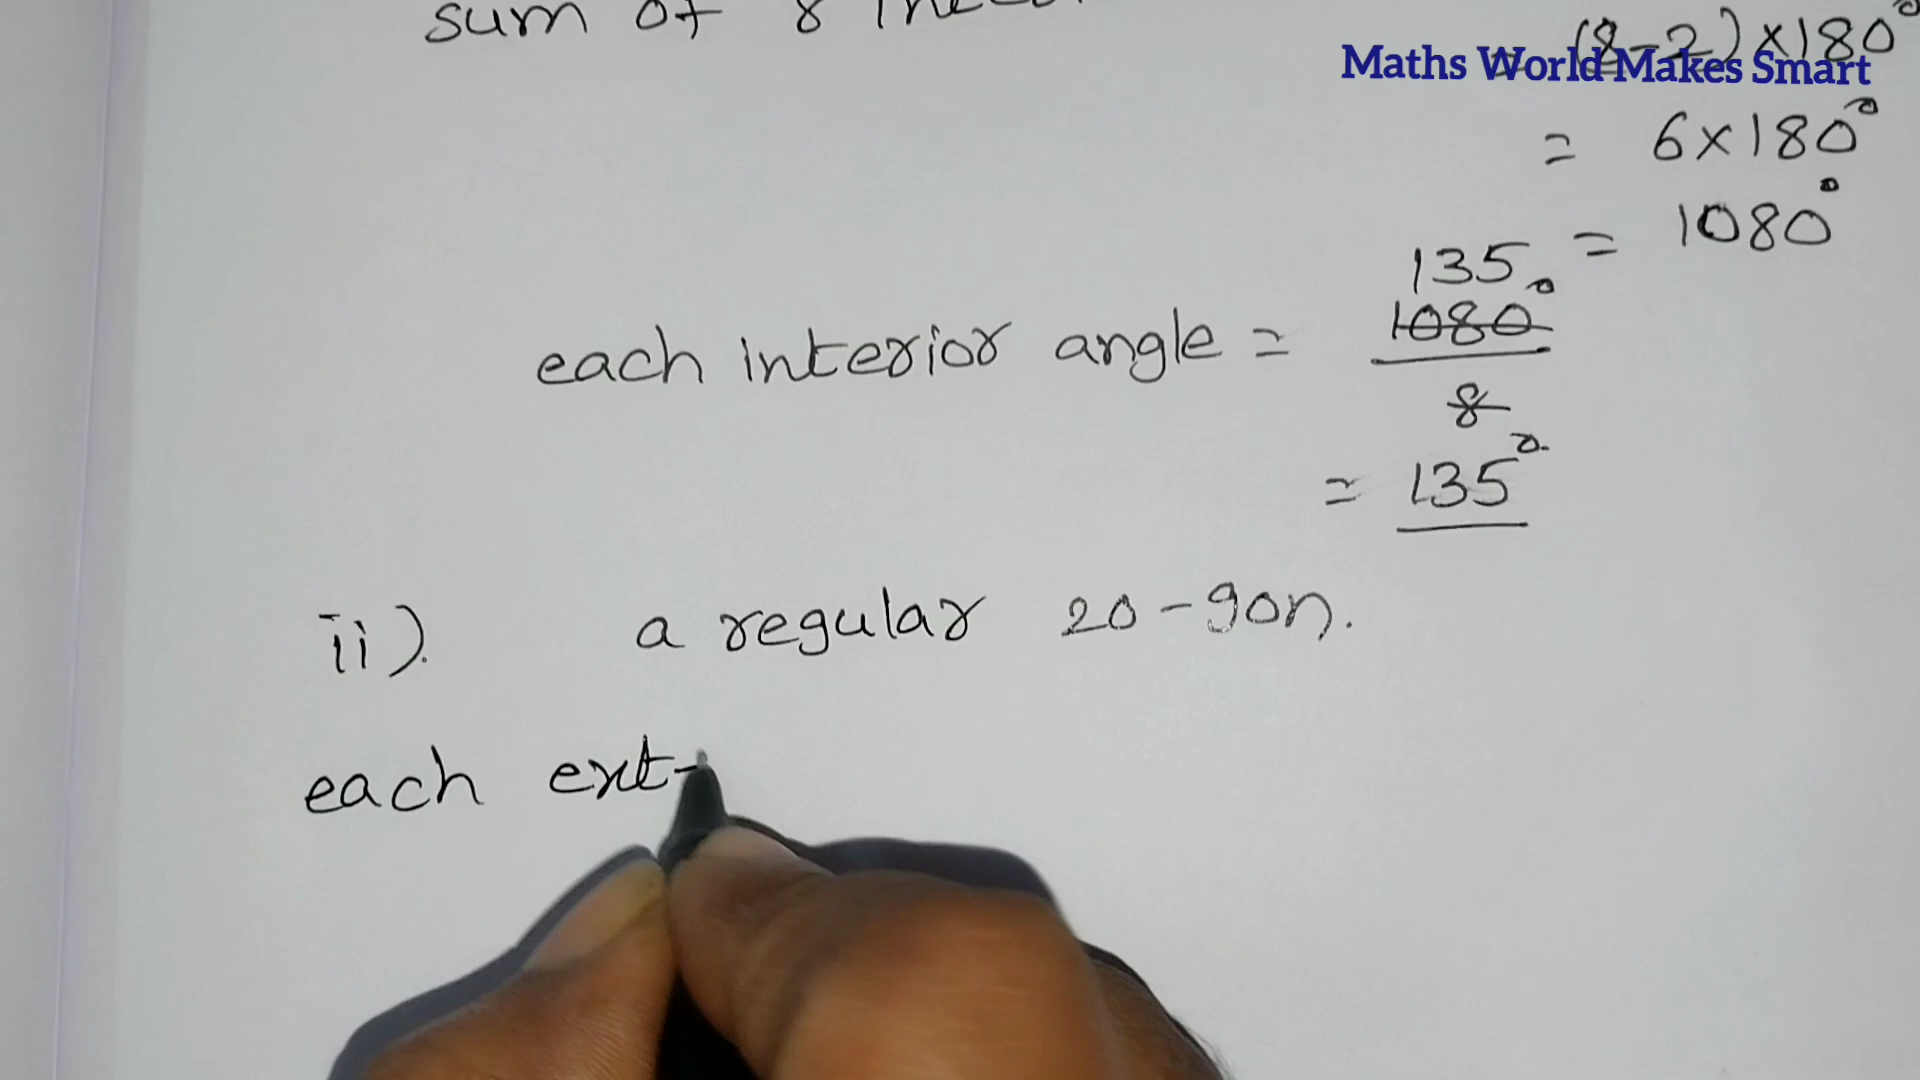 sum of 8
(8-2)×180°
Maths World Makes Smart
= 6×180°
= 1080°
135
each interior angle = 1080° / 8
= 135°
ii). a regular 20-gon.
each ext